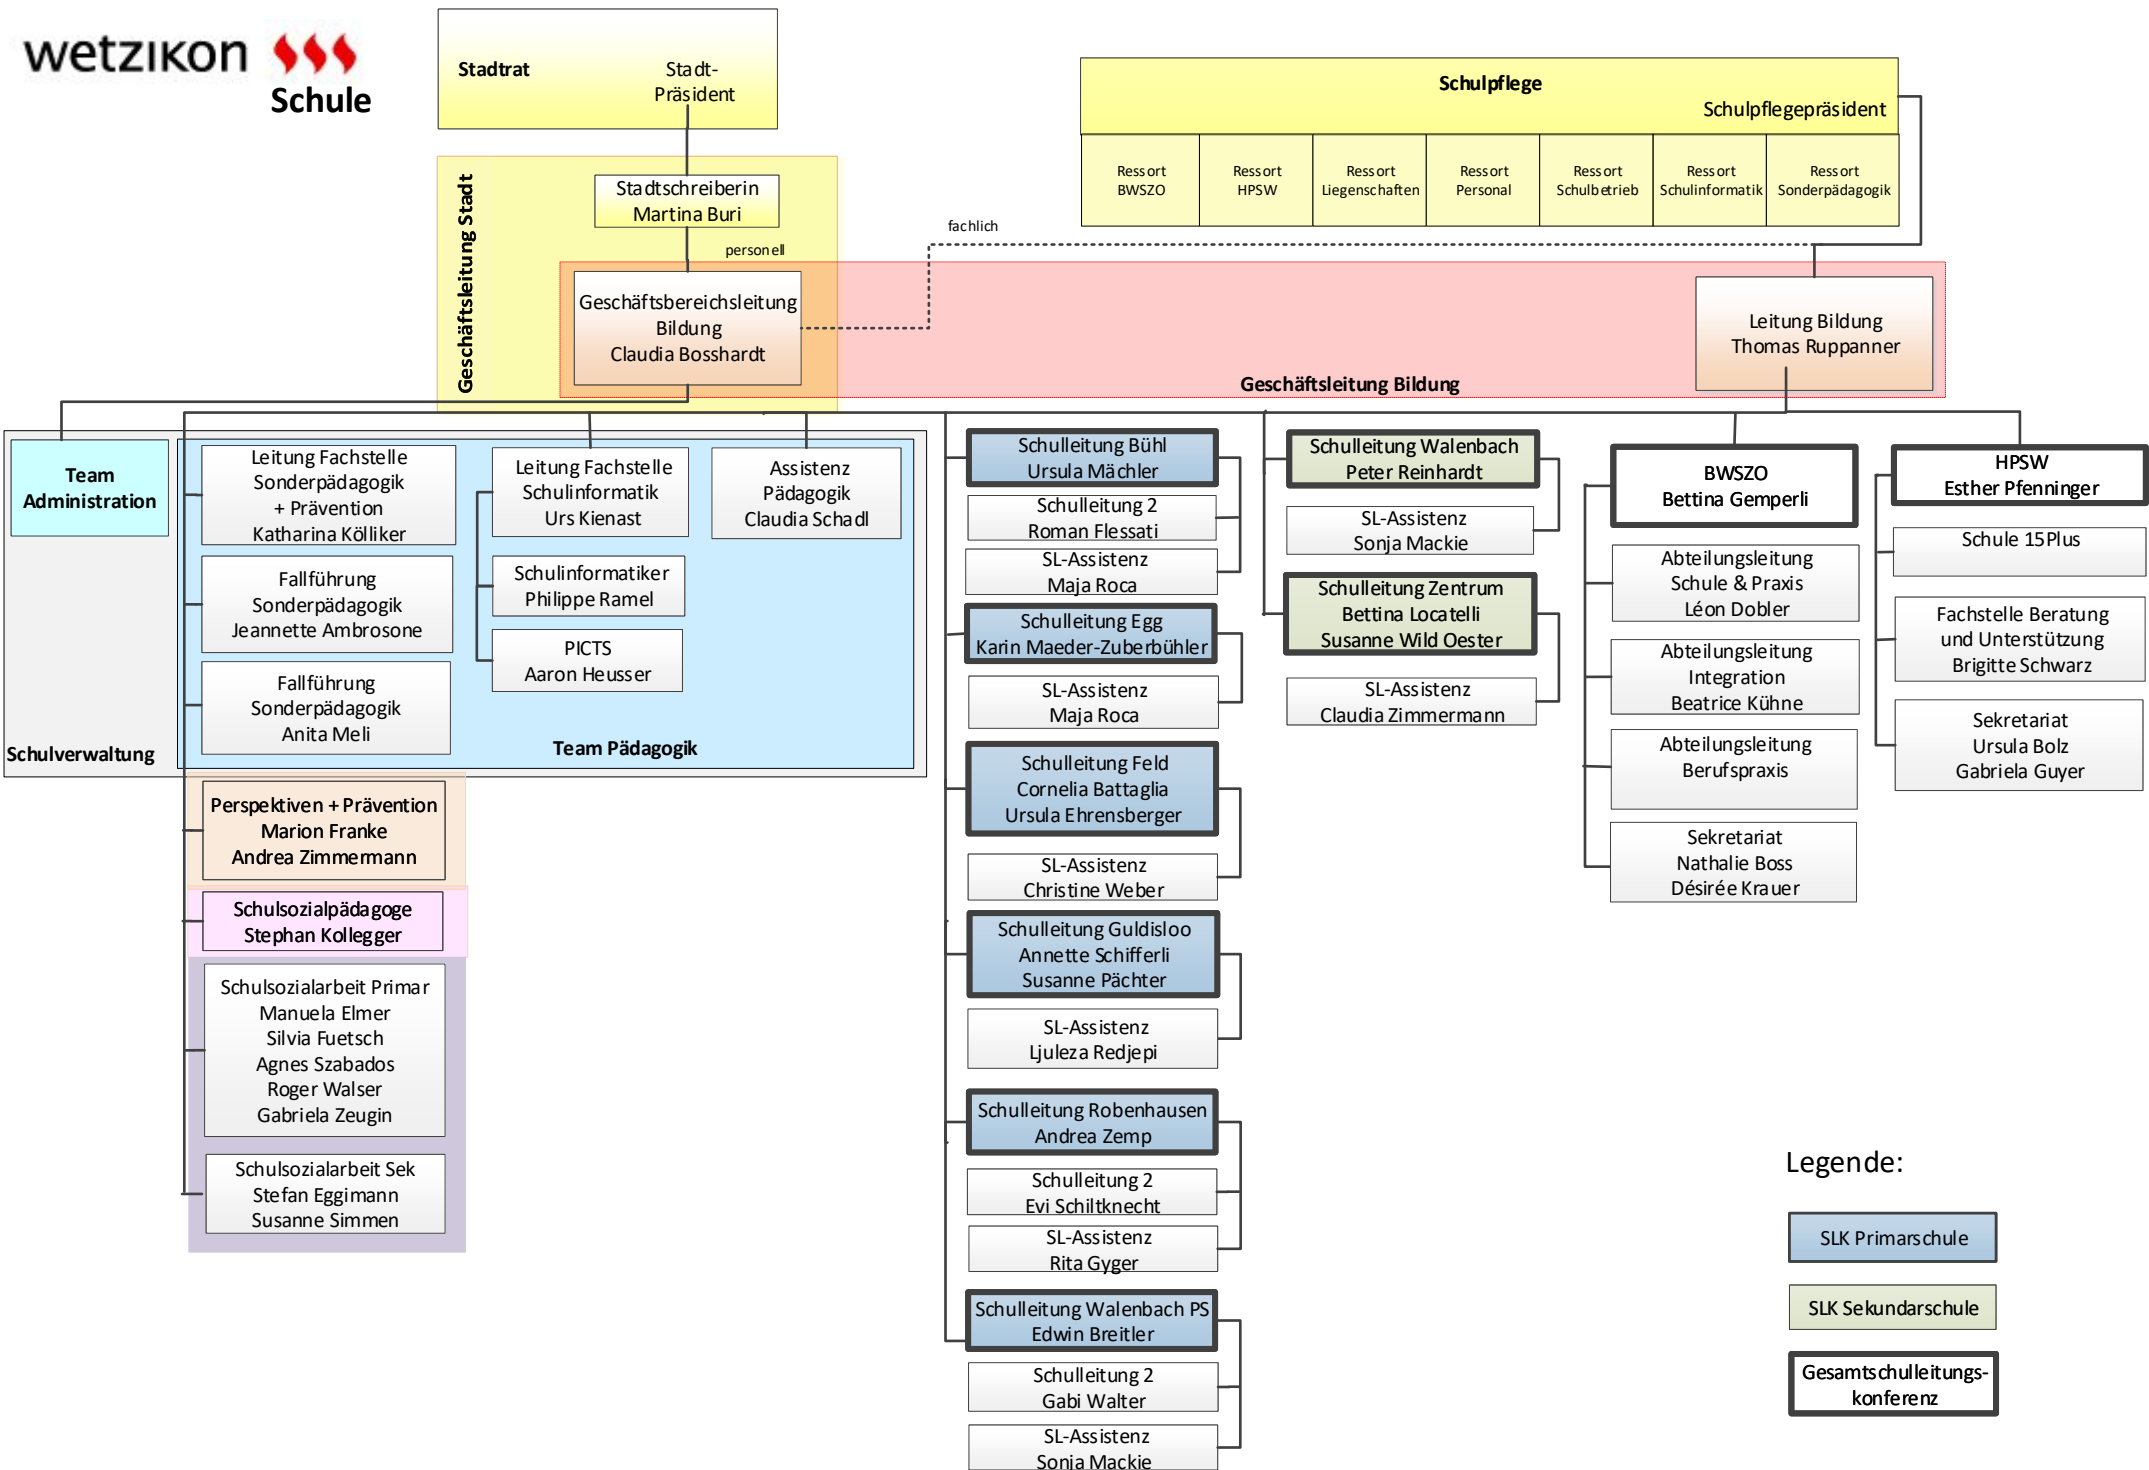 wetzikon
Schule
Stadtrat
Stadt-
Präsident
Schulpflege
Schulpflegepräsident
Ressort
BWSZO
Ressort
HPSW
Ressort
Liegenschaften
Ressort
Personal
Ressort
Schulbetrieb
Ressort
Schulinformatik
Ressort
Sonderpädagogik
Geschäftsleitung Stadt
Stadtschreiberin
Martina Buri
personell
fachlich
Geschäftsbereichsleitung
Bildung
Claudia Bosshardt
Leitung Bildung
Thomas Ruppanner
Geschäftsleitung Bildung
Team
Administration
Schulverwaltung
Leitung Fachstelle
Sonderpädagogik
+ Prävention
Katharina Kölliker
Fallführung
Sonderpädagogik
Jeannette Ambrosone
Fallführung
Sonderpädagogik
Anita Meli
Leitung Fachstelle
Schulinformatik
Urs Kienast
Schulinformatiker
Philippe Ramel
PICTS
Aaron Heusser
Assistenz
Pädagogik
Claudia Schadl
Team Pädagogik
Perspektiven + Prävention
Marion Franke
Andrea Zimmermann
Schulsozialpädagoge
Stephan Kollegger
Schulsozialarbeit Primar
Manuela Elmer
Silvia Fuetsch
Agnes Szabados
Roger Walser
Gabriela Zeugin
Schulsozialarbeit Sek
Stefan Eggimann
Susanne Simmen
Schulleitung Bühl
Ursula Mächler
Schulleitung 2
Roman Flessati
SL-Assistenz
Maja Roca
Schulleitung Egg
Karin Maeder-Zuberbühler
SL-Assistenz
Maja Roca
Schulleitung Feld
Cornelia Battaglia
Ursula Ehrensberger
SL-Assistenz
Christine Weber
Schulleitung Guldisloo
Annette Schifferli
Susanne Pächter
SL-Assistenz
Ljuleza Redjepi
Schulleitung Robenhausen
Andrea Zemp
Schulleitung 2
Evi Schiltknecht
SL-Assistenz
Rita Gyger
Schulleitung Walenbach PS
Edwin Breitler
Schulleitung 2
Gabi Walter
SL-Assistenz
Sonja Mackie
Schulleitung Walenbach
Peter Reinhardt
SL-Assistenz
Sonja Mackie
Schulleitung Zentrum
Bettina Locatelli
Susanne Wild Oester
SL-Assistenz
Claudia Zimmermann
BWSZO
Bettina Gemperli
Abteilungsleitung
Schule & Praxis
Léon Dobler
Abteilungsleitung
Integration
Beatrice Kühne
Abteilungsleitung
Berufspraxis
Sekretariat
Nathalie Boss
Désirée Krauer
HPSW
Esther Pfenninger
Schule 15Plus
Fachstelle Beratung
und Unterstützung
Brigitte Schwarz
Sekretariat
Ursula Bolz
Gabriela Guyer
Legende:
SLK Primarschule
SLK Sekundarschule
Gesamtschulleitungs-
konferenz